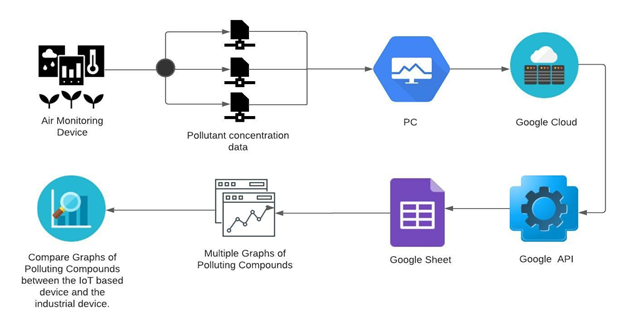 Air Monitoring
Device
Pollutant concentration
data
PC
Google Cloud
Compare Graphs of
Polluting Compounds
between the IoT based
device and the
industrial device.
Multiple Graphs of
Polluting Compounds
Google Sheet
Google API